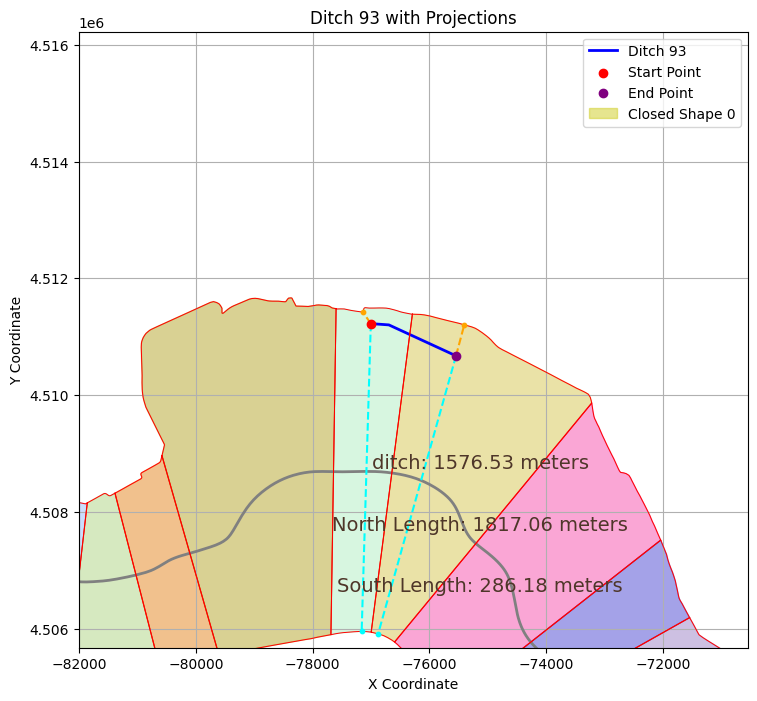 Ditch 93 with Projections
1e6
Ditch 93
Start Point
End Point
Closed Shape 0
4.516
4.514
4.512
4.510
4.508
4.506
Y Coordinate
ditch: 1576.53 meters
North Length: 1817.06 meters
South Length: 286.18 meters
−82000 −80000 −78000 −76000 −74000 −72000
X Coordinate